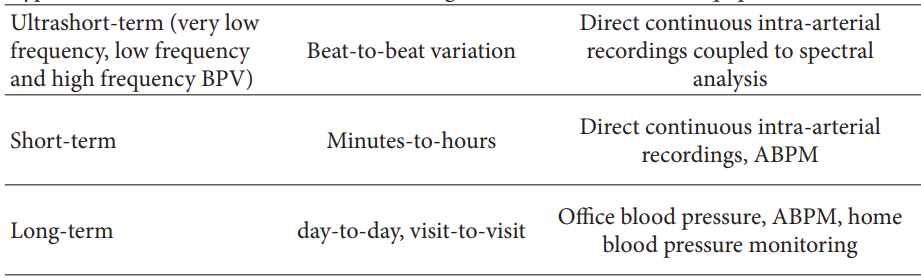 Ultrashort-term (very low
frequency, low frequency
and high frequency BPV)
Beat-to-beat variation
Direct continuous intra-arterial
recordings coupled to spectral
analysis
Short-term
Minutes-to-hours
Direct continuous intra-arterial
recordings, ABPM
Long-term
day-to-day, visit-to-visit
Office blood pressure, ABPM, home
blood pressure monitoring